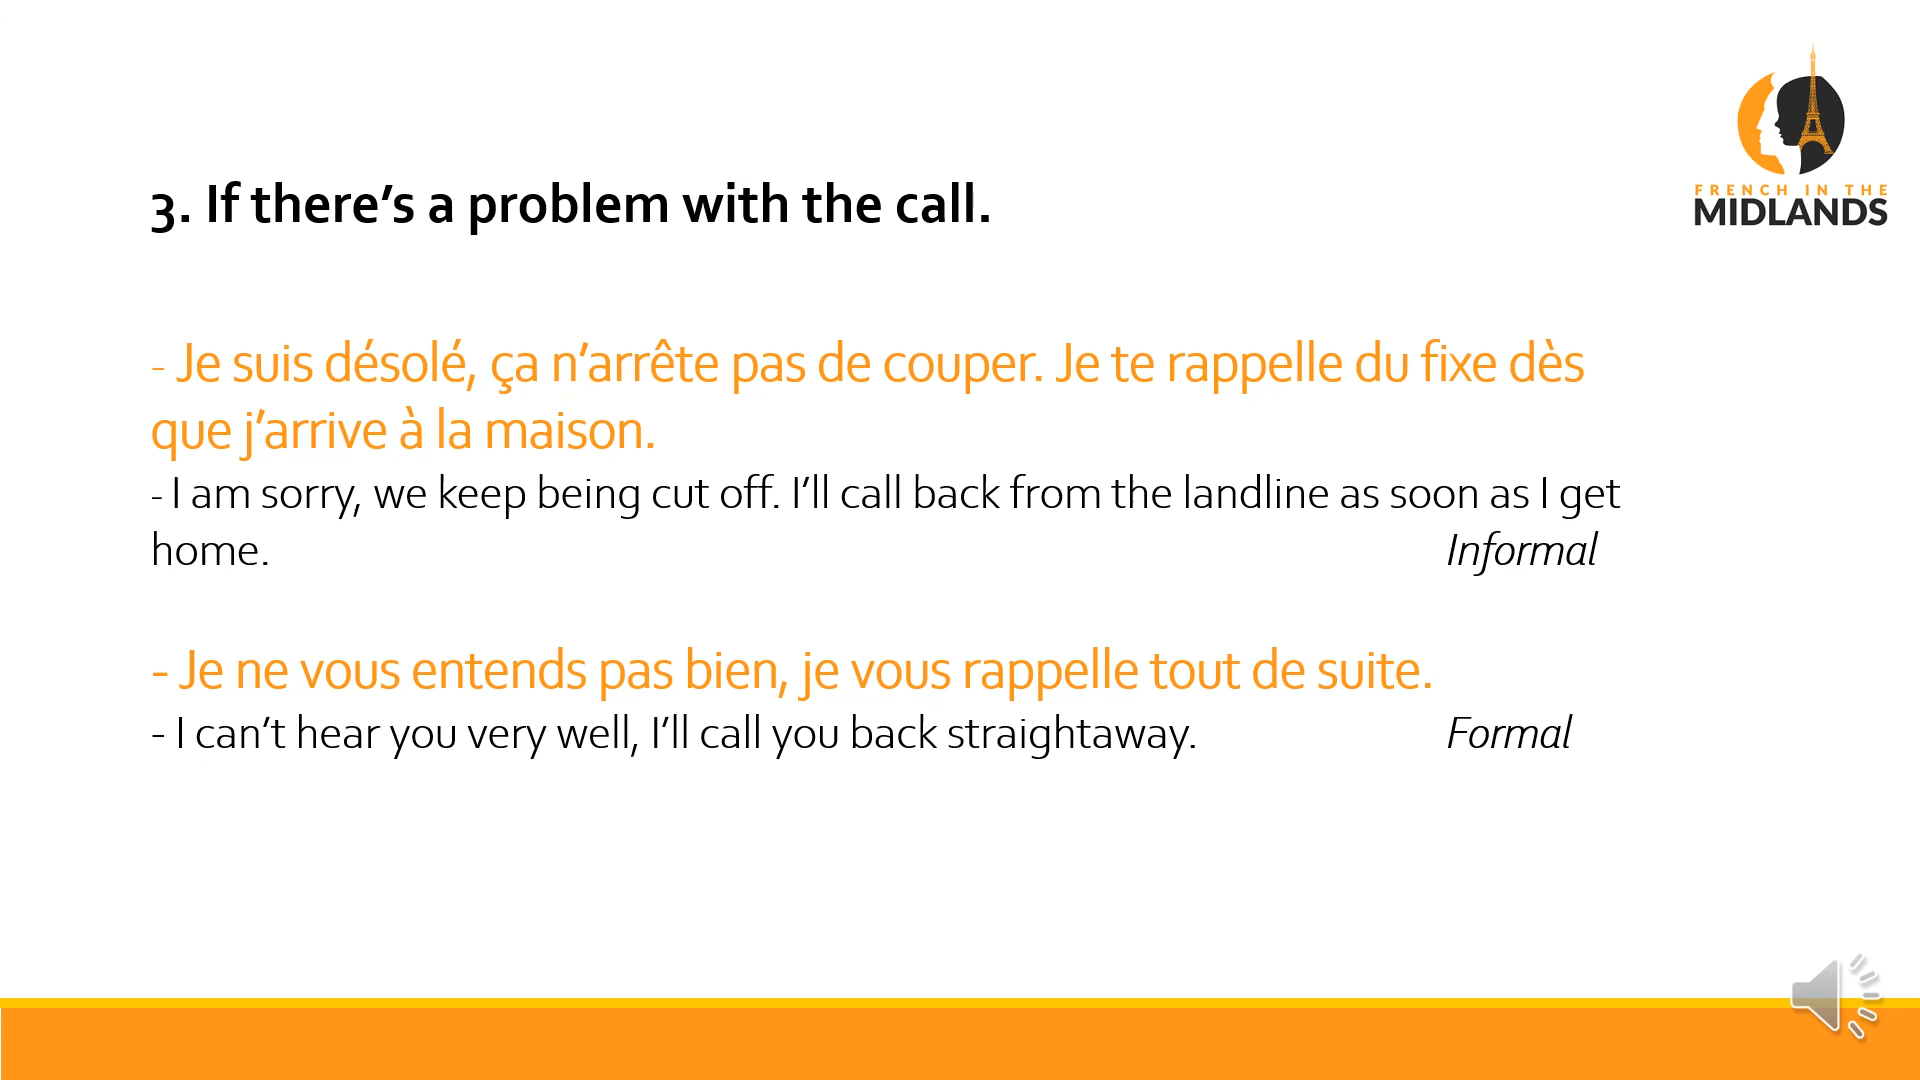 FRENCH IN THE
MIDLANDS
3. If there’s a problem with the call.
- Je suis désolé, ça n’arrête pas de couper. Je te rappelle du fixe dès
que j’arrive à la maison.
- I am sorry, we keep being cut off. I’ll call back from the landline as soon as I get
home. Informal
- Je ne vous entends pas bien, je vous rappelle tout de suite.
- I can’t hear you very well, I’ll call you back straightaway. Formal